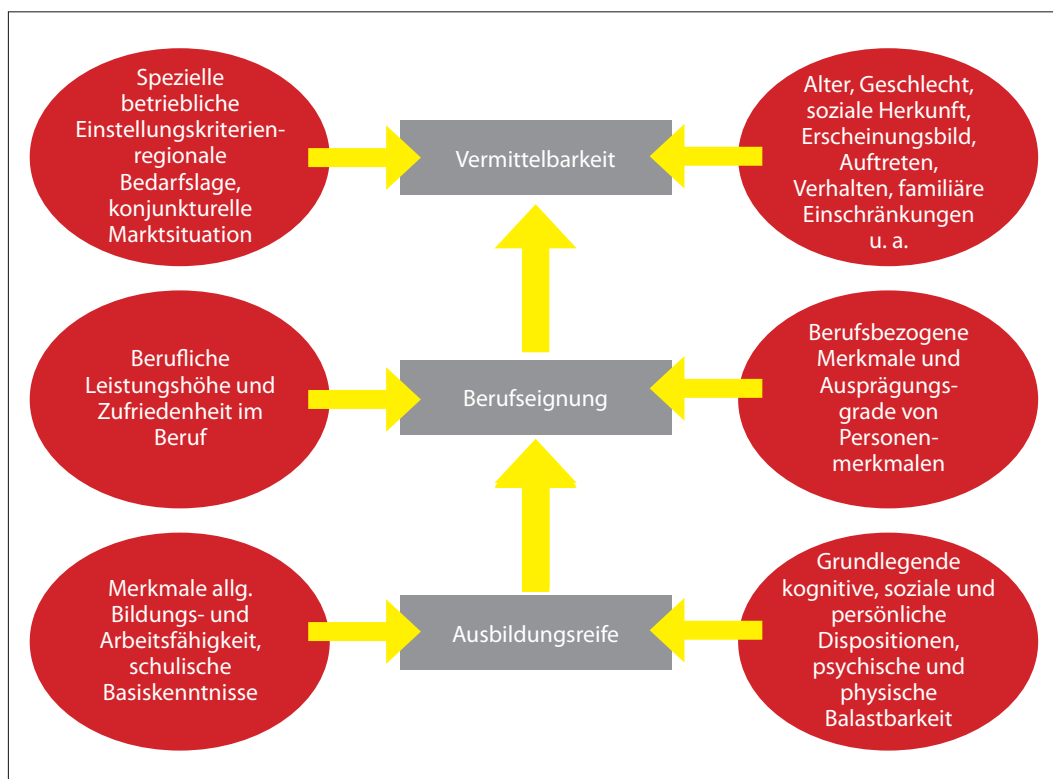 Spezielle
betriebliche
Einstellungskriterien-
regionale
Bedarfslage,
konjunkturelle
Marktsituation
Vermittelbarkeit
Alter, Geschlecht,
soziale Herkunft,
Erscheinungsbild,
Auftreten,
Verhalten, familiäre
Einschränkungen
u. a.
Berufliche
Leistungshöhe und
Zufriedenheit im
Beruf
Berufseignung
Berufsbezogene
Merkmale und
Ausprägungs-
grade von
Personen-
merkmalen
Merkmale allg.
Bildungs- und
Arbeitsfähigkeit,
schulische
Basiskenntnisse
Ausbildungsreife
Grundlegende
kognitive, soziale und
persönliche
Dispositionen,
psychische und
physische
Balastbarkeit